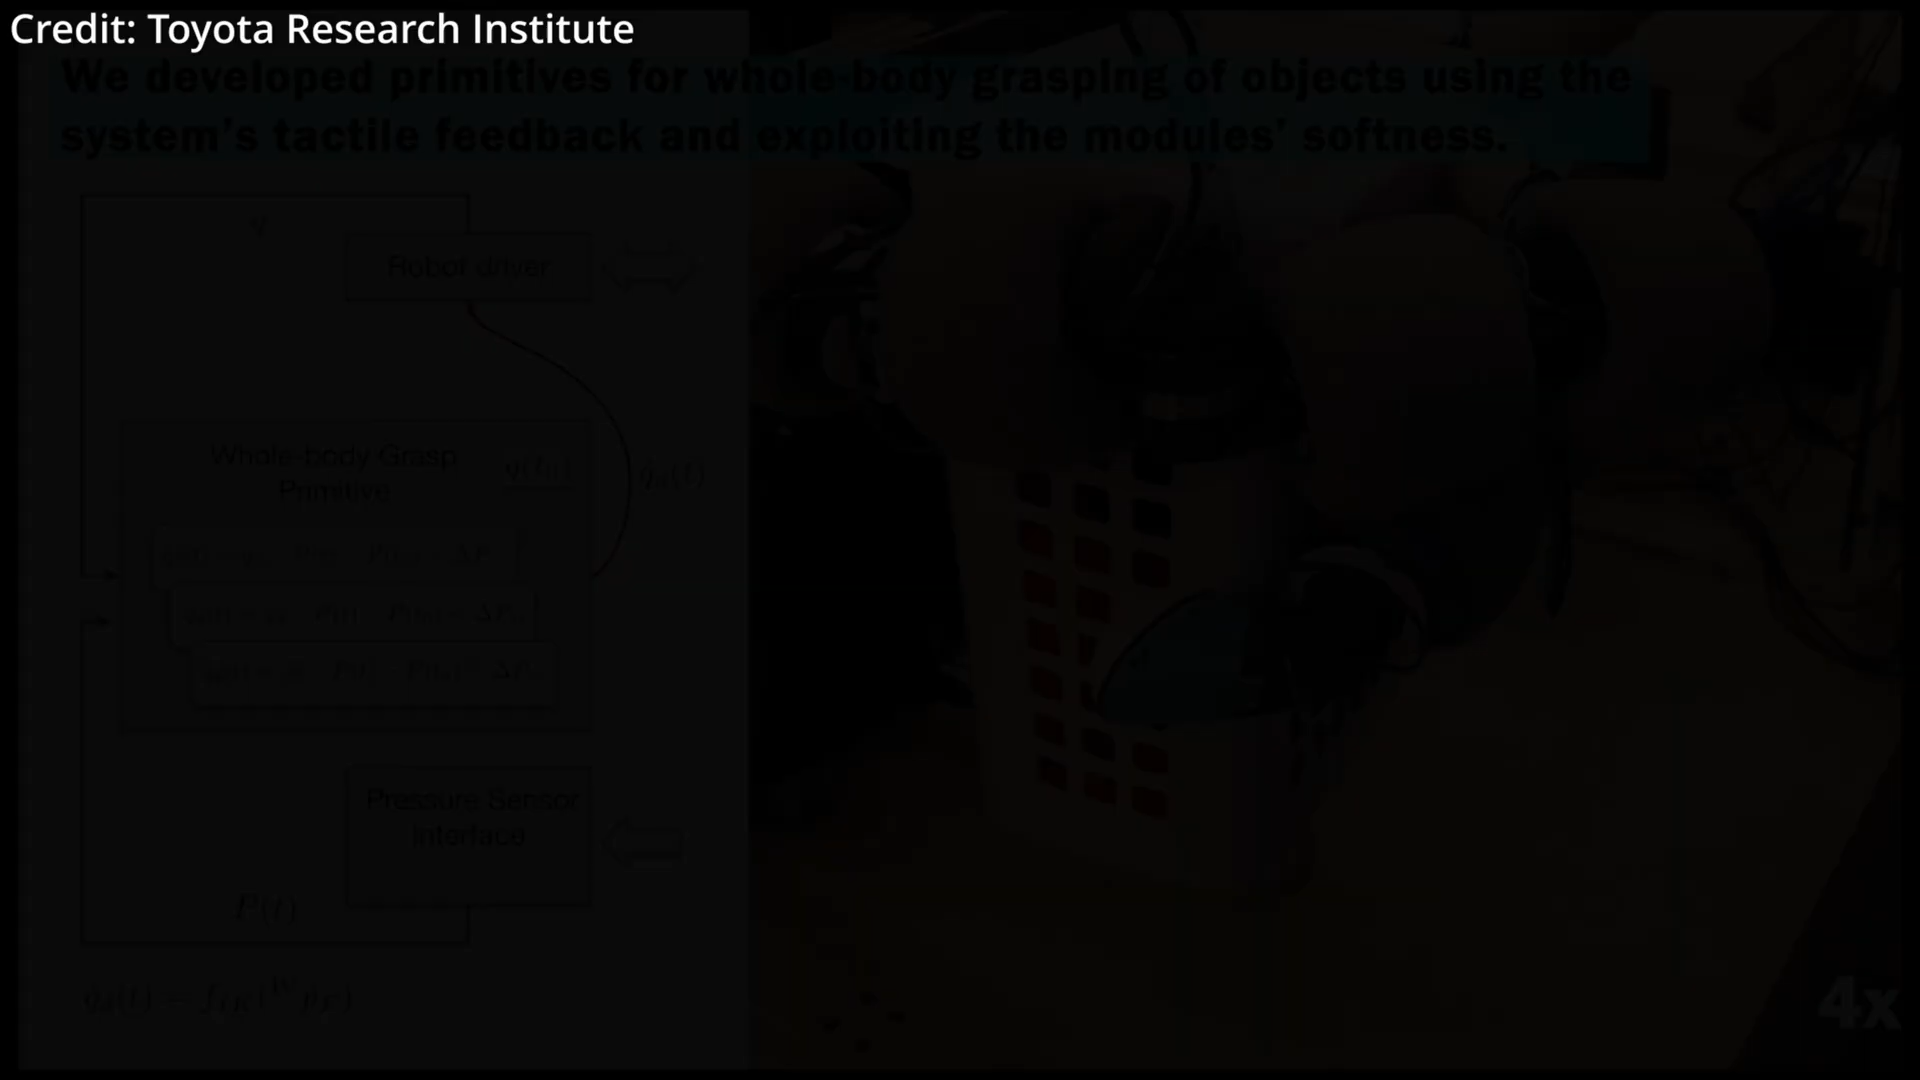 Credit: Toyota Research Institute
We developed primitives for whole-body grasping of objects using the
system's tactile feedback and exploiting the modules' softness.
Robot driver
Whole-body Grasp
Primitive
Pressure Sensor
Interface
P(t)
4x